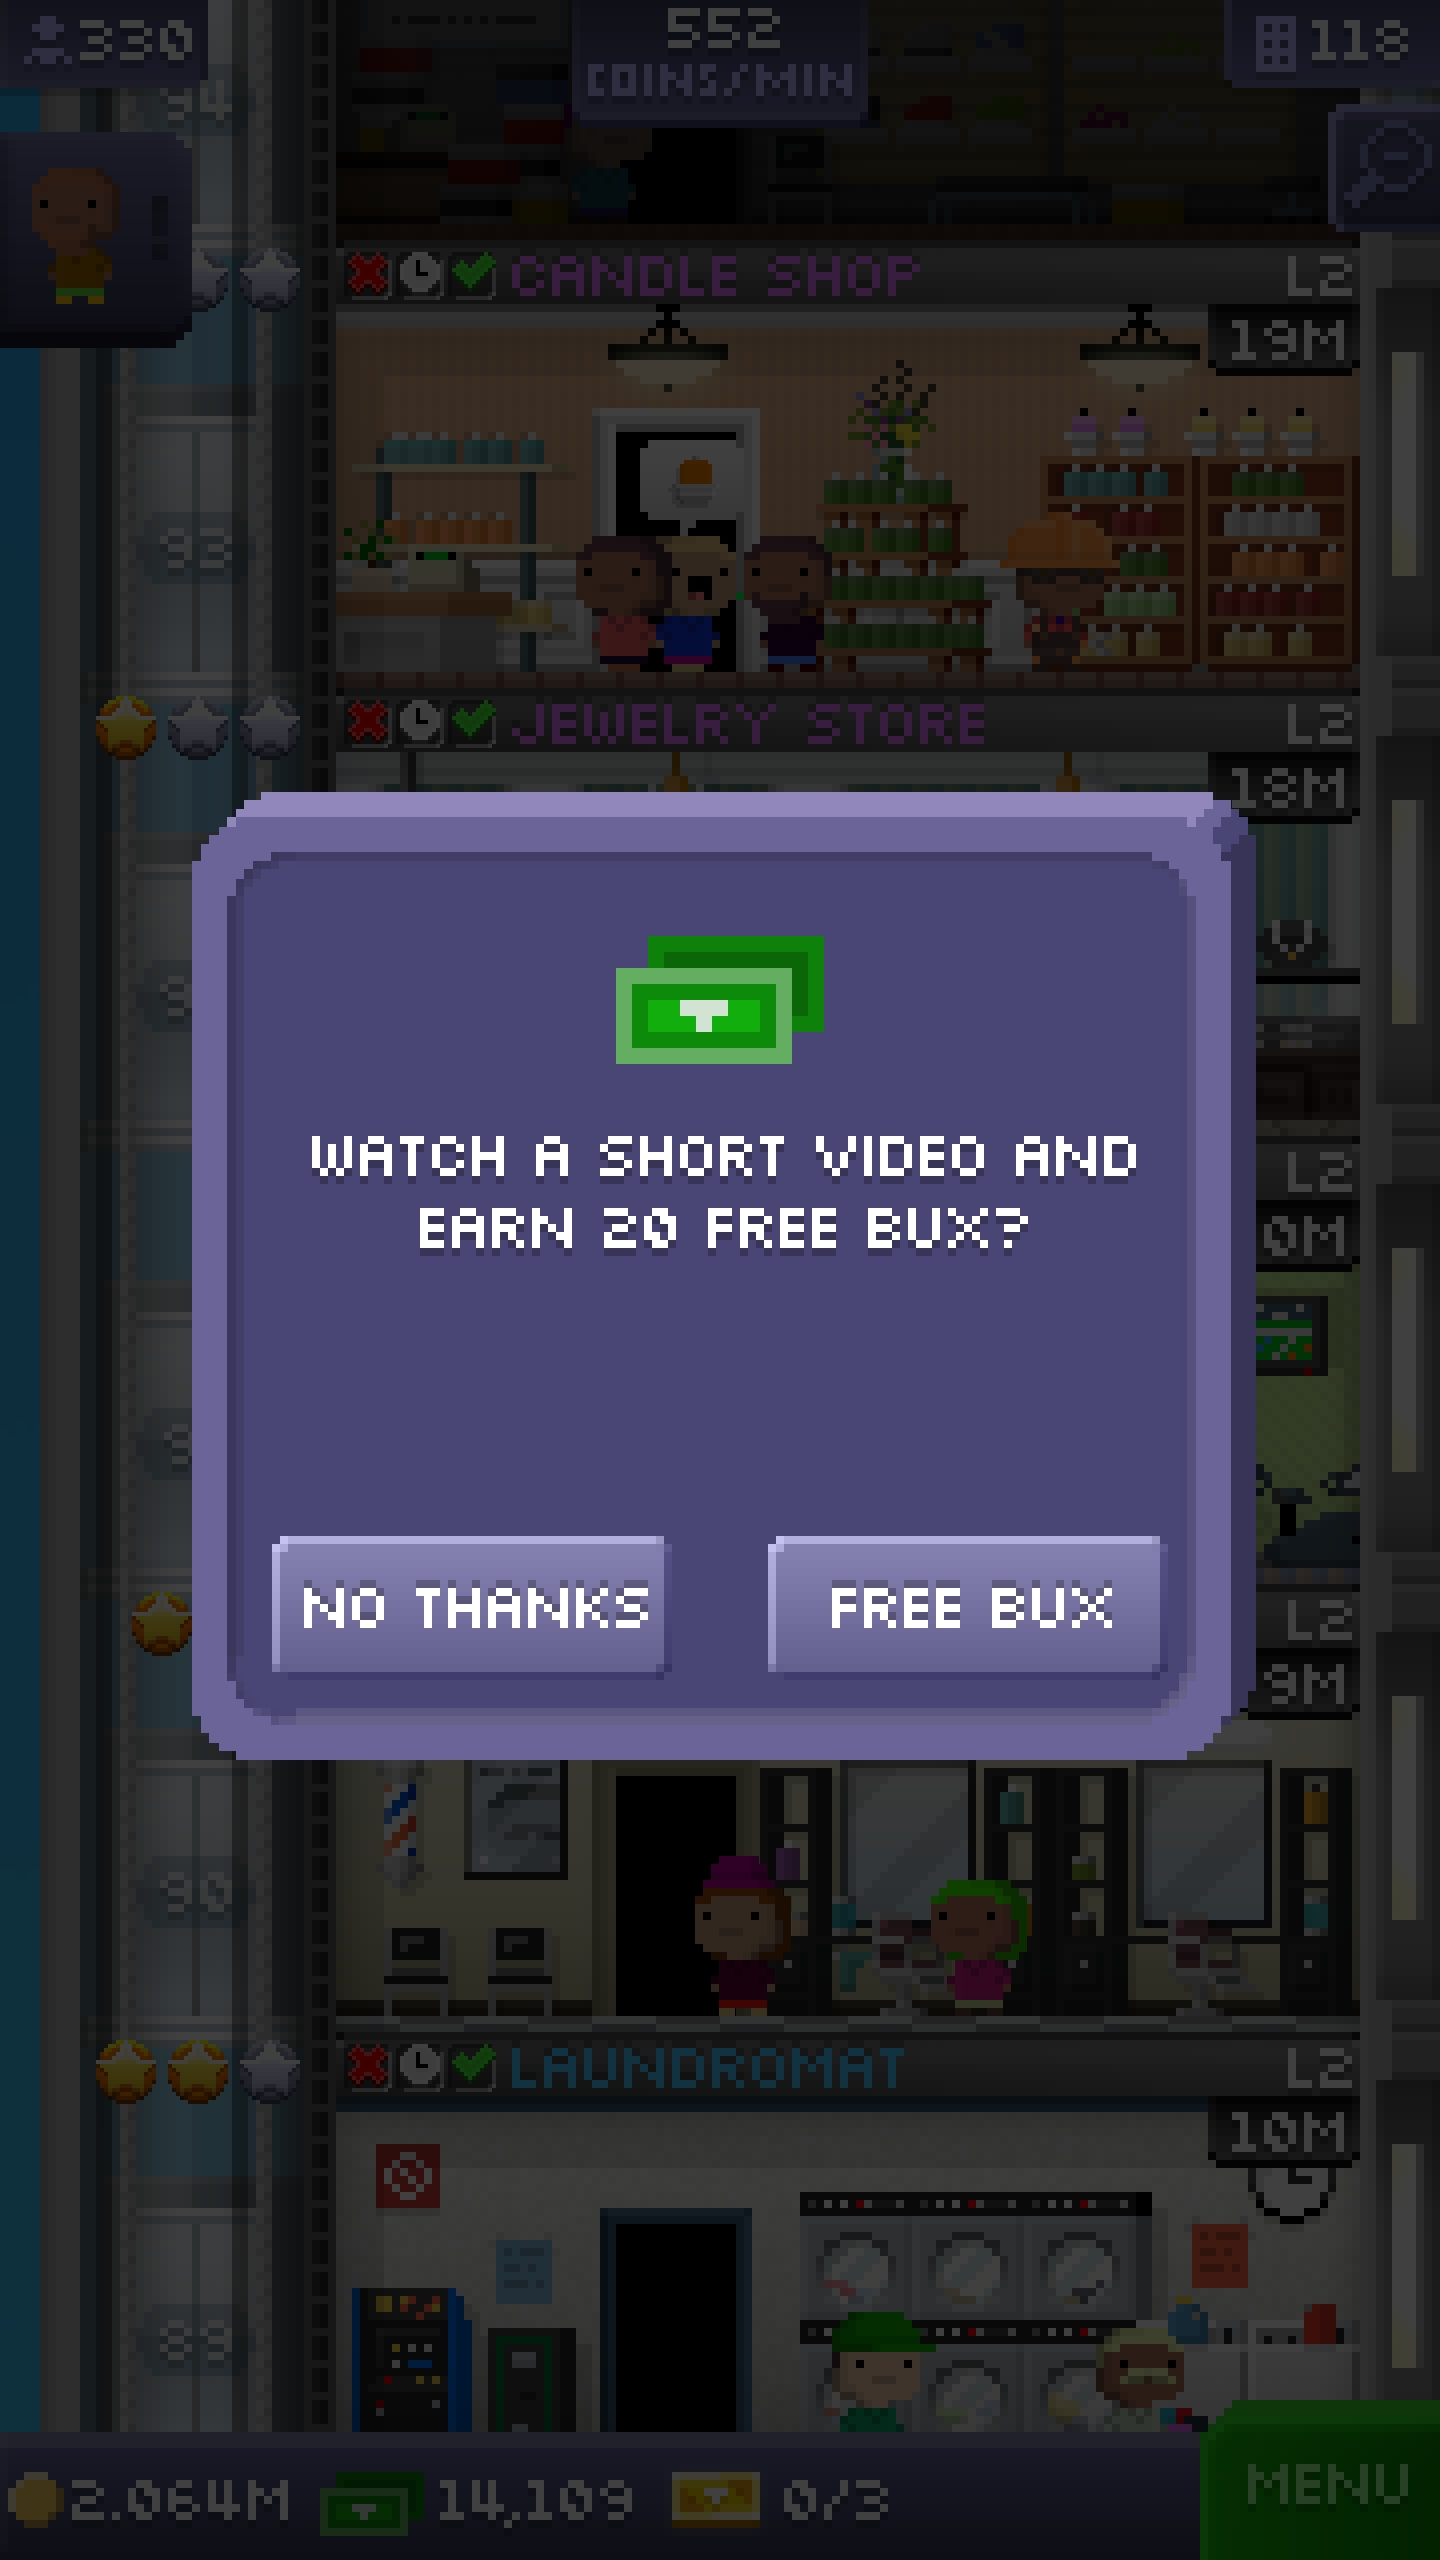 330
552
COINS/MIN
118
94
CANDLE SHOP
L2
19M
93
JEWELRY STORE
L2
18M
WATCH A SHORT VIDEO AND
EARN 20 FREE BUX?
L2
0M
NO THANKS
FREE BUX
L2
9M
90
LAUNDROMAT
L2
10M
89
2.064M
14,109
0/3
MENU